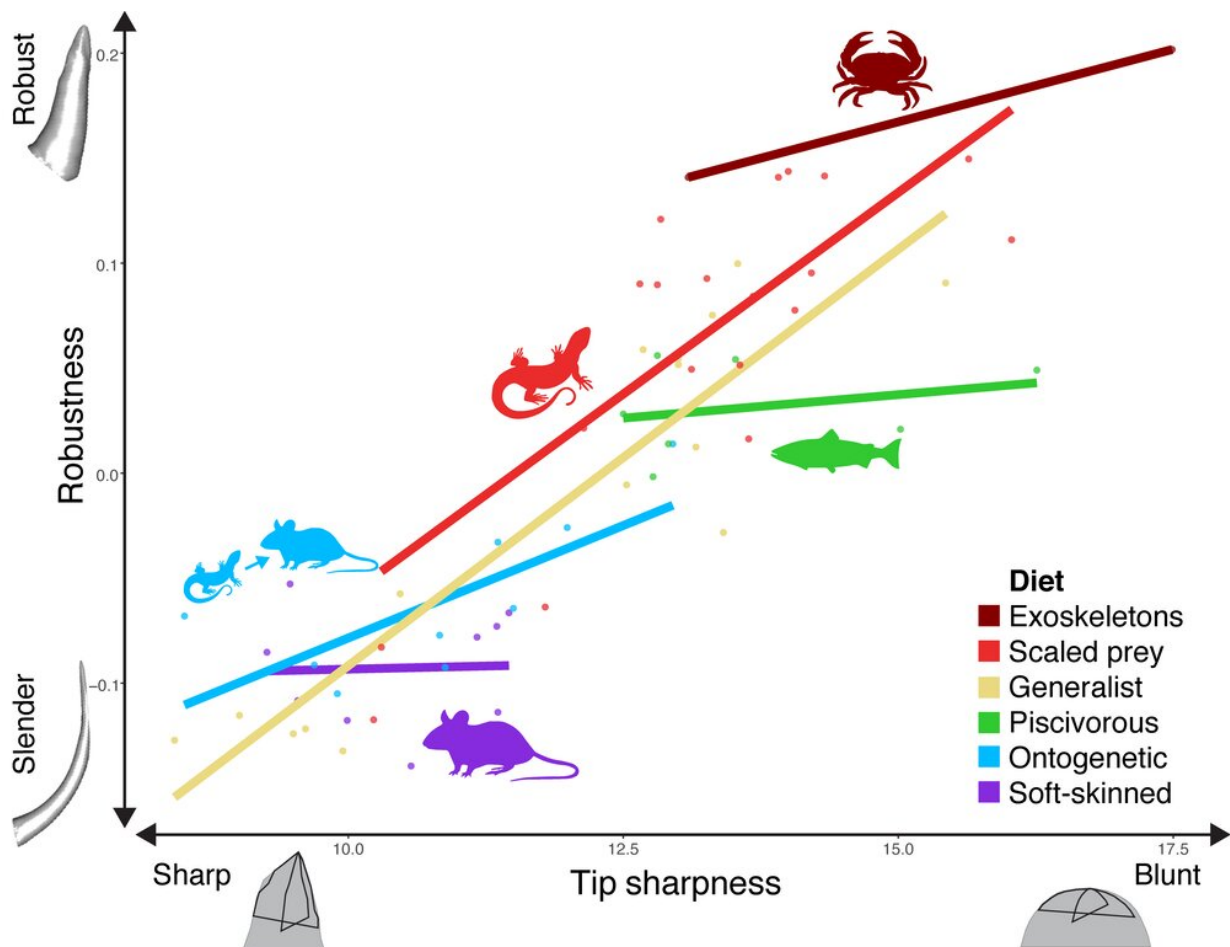 Robust
0.2
0.1
Robustness
0.0
−0.1
Slender
Diet
Exoskeletons
Scaled prey
Generalist
Piscivorous
Ontogenetic
Soft-skinned
10.0
12.5
15.0
17.5
Sharp
Tip sharpness
Blunt